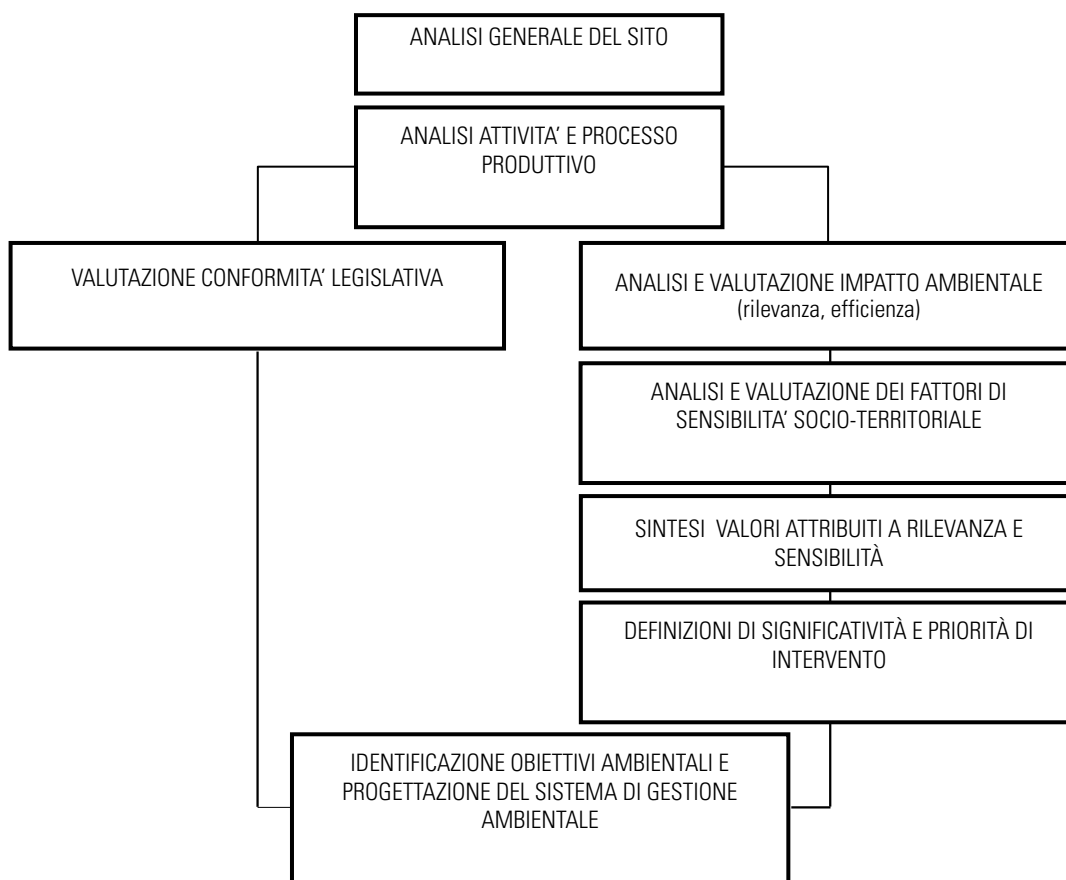 ANALISI GENERALE DEL SITO
ANALISI ATTIVITA’ E PROCESSO
PRODUTTIVO
VALUTAZIONE CONFORMITA’ LEGISLATIVA
ANALISI E VALUTAZIONE IMPATTO AMBIENTALE
(rilevanza, efficienza)
ANALISI E VALUTAZIONE DEI FATTORI DI
SENSIBILITA’ SOCIO-TERRITORIALE
SINTESI VALORI ATTRIBUITI A RILEVANZA E
SENSIBILITÀ
DEFINIZIONI DI SIGNIFICATIVITÀ E PRIORITÀ DI
INTERVENTO
IDENTIFICAZIONE OBIETTIVI AMBIENTALI E
PROGETTAZIONE DEL SISTEMA DI GESTIONE
AMBIENTALE